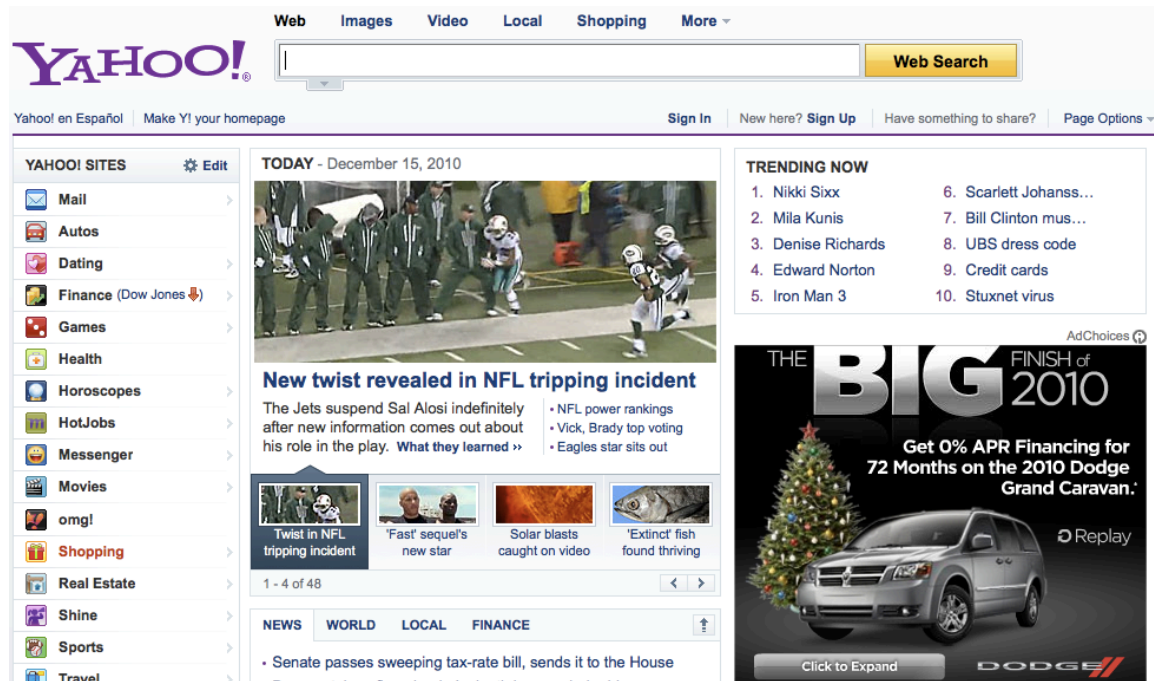 Web Images Video Local Shopping More
YAHOO!®
Web Search
Yahoo! en Español Make Y! your homepage
Sign In New here? Sign Up Have something to share? Page Options
YAHOO! SITES Edit
Mail
Autos
Dating
Finance (Dow Jones )
Games
Health
Horoscopes
HotJobs
Messenger
Movies
omg!
Shopping
Real Estate
Shine
Sports
Travel
TODAY - December 15, 2010
New twist revealed in NFL tripping incident
The Jets suspend Sal Alosi indefinitely
after new information comes out about
his role in the play. What they learned »
• NFL power rankings
• Vick, Brady top voting
• Eagles star sits out
Twist in NFL
tripping incident
'Fast' sequel's
new star
Solar blasts
caught on video
'Extinct' fish
found thriving
1 - 4 of 48
NEWS WORLD LOCAL FINANCE
• Senate passes sweeping tax-rate bill, sends it to the House
TRENDING NOW
1. Nikki Sixx
2. Mila Kunis
3. Denise Richards
4. Edward Norton
5. Iron Man 3
6. Scarlett Johanss...
7. Bill Clinton mus...
8. UBS dress code
9. Credit cards
10. Stuxnet virus
AdChoices
THE BIG FINISH of
2010
Get 0% APR Financing for
72 Months on the 2010 Dodge
Grand Caravan.*
Replay
Click to Expand
DODGE